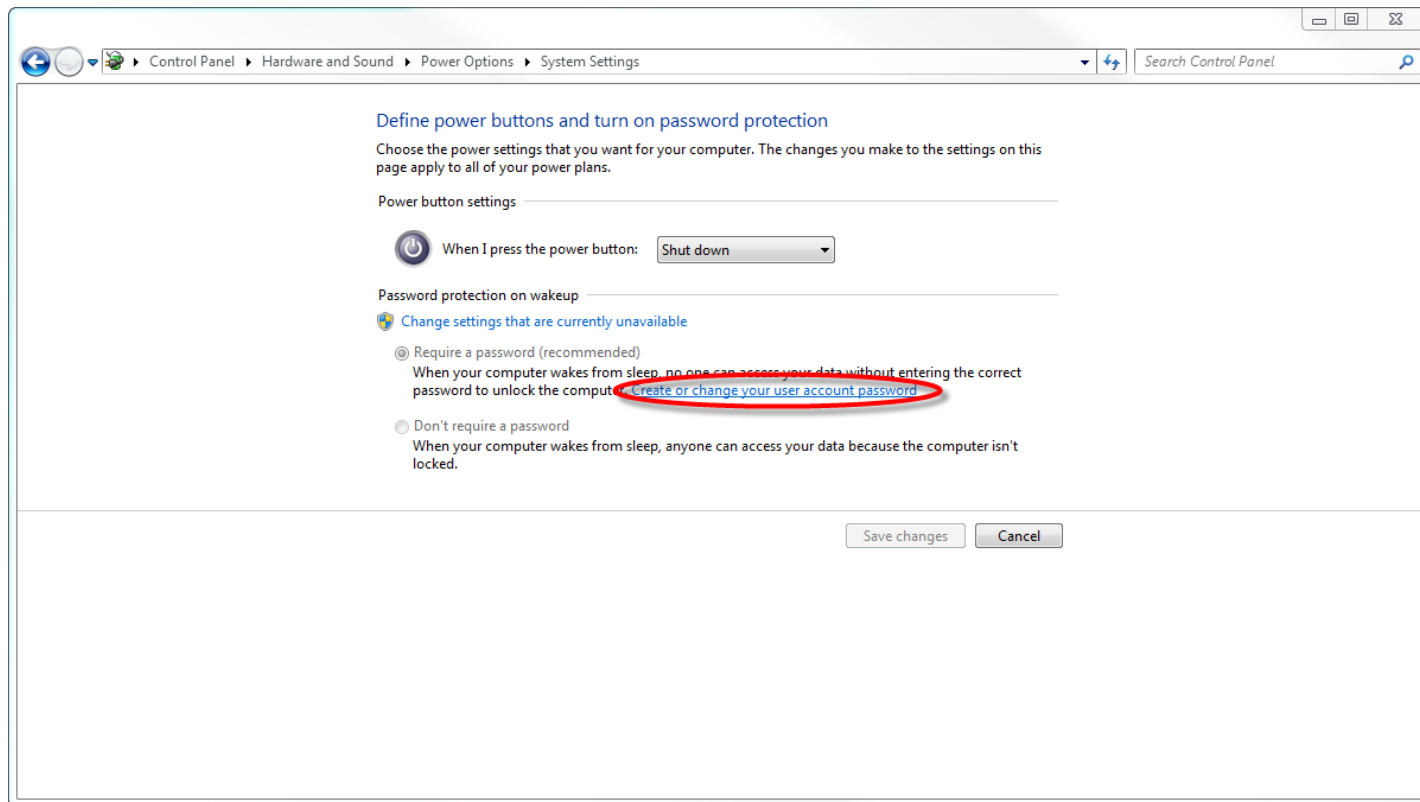 Control Panel Hardware and Sound Power Options System Settings
Search Control Panel
Define power buttons and turn on password protection
Choose the power settings that you want for your computer. The changes you make to the settings on this
page apply to all of your power plans.
Power button settings
When I press the power button: Shut down
Password protection on wakeup
Change settings that are currently unavailable
Require a password (recommended)
When your computer wakes from sleep, no one can access your data without entering the correct
password to unlock the computer. Create or change your user account password
Don't require a password
When your computer wakes from sleep, anyone can access your data because the computer isn't
locked.
Save changes Cancel